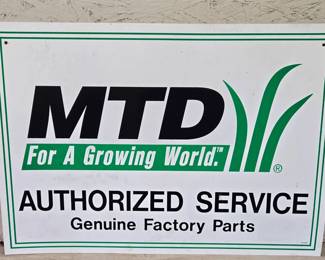 MTD
For A Growing World.™
®
AUTHORIZED SERVICE
Genuine Factory Parts